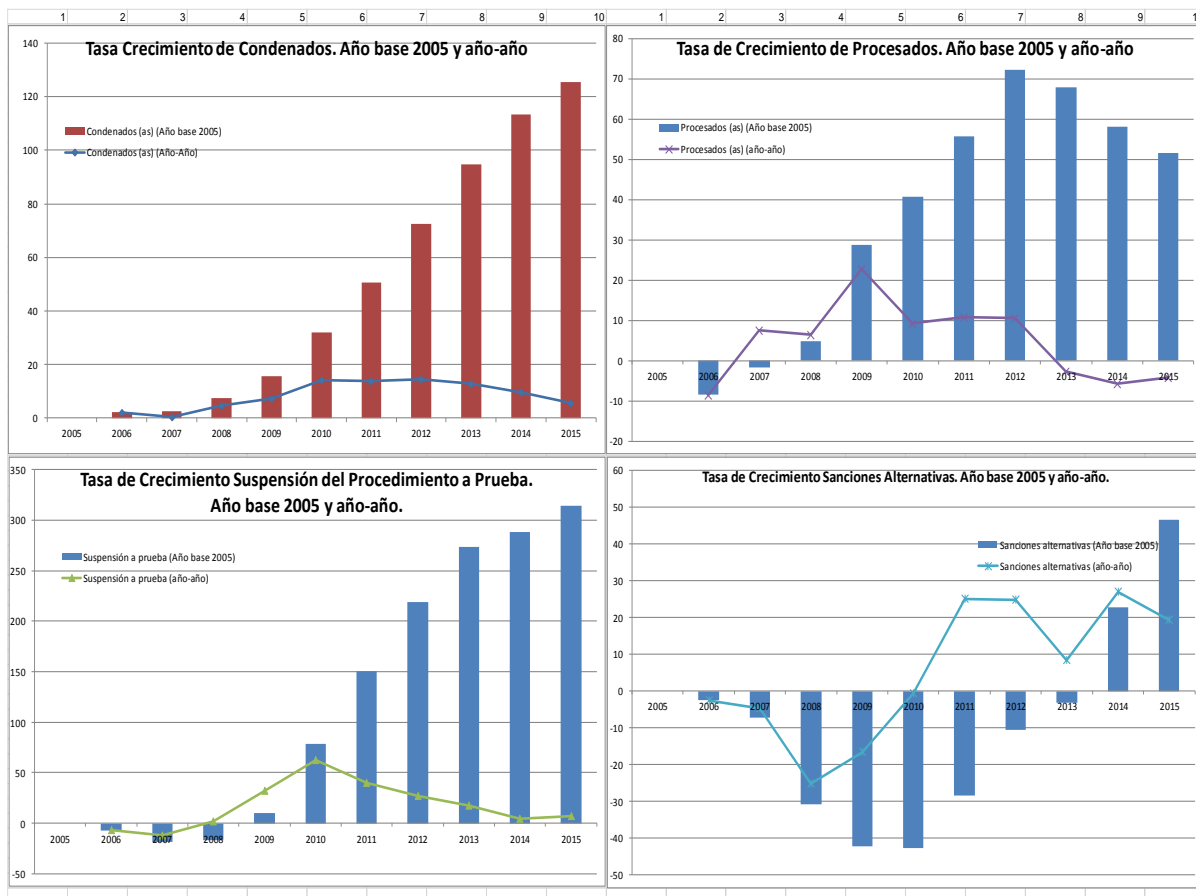 1 2 3 4 5 6 7 8 9 10 1 2 3 4 5 6 7 8 9 1
Tasa Crecimiento de Condenados. Año base 2005 y año-año
140
120
100
80
60
40
20
0
Condenados (as) (Año base 2005)
Condenados (as) (Año-Año)
2005 2006 2007 2008 2009 2010 2011 2012 2013 2014 2015
Tasa de Crecimiento de Procesados. Año base 2005 y año-año
80
70
60
50
40
30
20
10
0
-10
-20
Procesados (as) (Año base 2005)
Procesados (as) (año-año)
2005 2006 2007 2008 2009 2010 2011 2012 2013 2014 2015
Tasa de Crecimiento Suspensión del Procedimiento a Prueba.
Año base 2005 y año-año.
350
300
250
200
150
100
50
0
-50
Suspensión a prueba (Año base 2005)
Suspensión a prueba (año-año)
2005 2006 2007 2008 2009 2010 2011 2012 2013 2014 2015
Tasa de Crecimiento Sanciones Alternativas. Año base 2005 y año-año.
60
50
40
30
20
10
0
-10
-20
-30
-40
-50
Sanciones alternativas (Año base 2005)
Sanciones alternativas (año-año)
2005 2006 2007 2008 2009 2010 2011 2012 2013 2014 2015